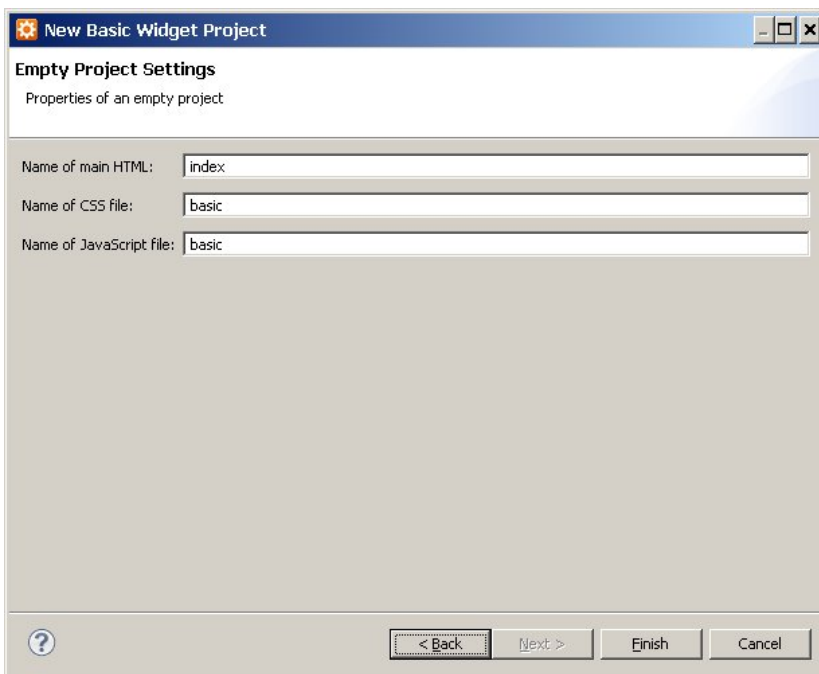 New Basic Widget Project
Empty Project Settings
Properties of an empty project
Name of main HTML: index
Name of CSS file: basic
Name of JavaScript file: basic
? < Back Next > Finish Cancel